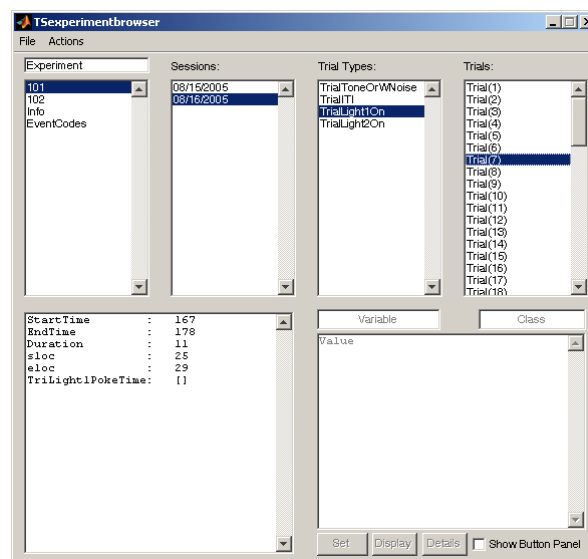 TSexperimentbrowser
File Actions
Experiment
Sessions:
Trial Types:
Trials:
101
102
Info
EventCodes
08/15/2005
08/16/2005
TrialToneOrWNoise
TrialITI
TrialLight1On
TrialLight2On
Trial(1)
Trial(2)
Trial(3)
Trial(4)
Trial(5)
Trial(6)
Trial(7)
Trial(8)
Trial(9)
Trial(10)
Trial(11)
Trial(12)
Trial(13)
Trial(14)
Trial(15)
Trial(16)
Trial(17)
Trial(18)
StartTime : 167
EndTime : 178
Duration : 11
sloc : 25
eloc : 29
TriLight1PokeTime: []
Variable
Class
Value
Set Display Details Show Button Panel